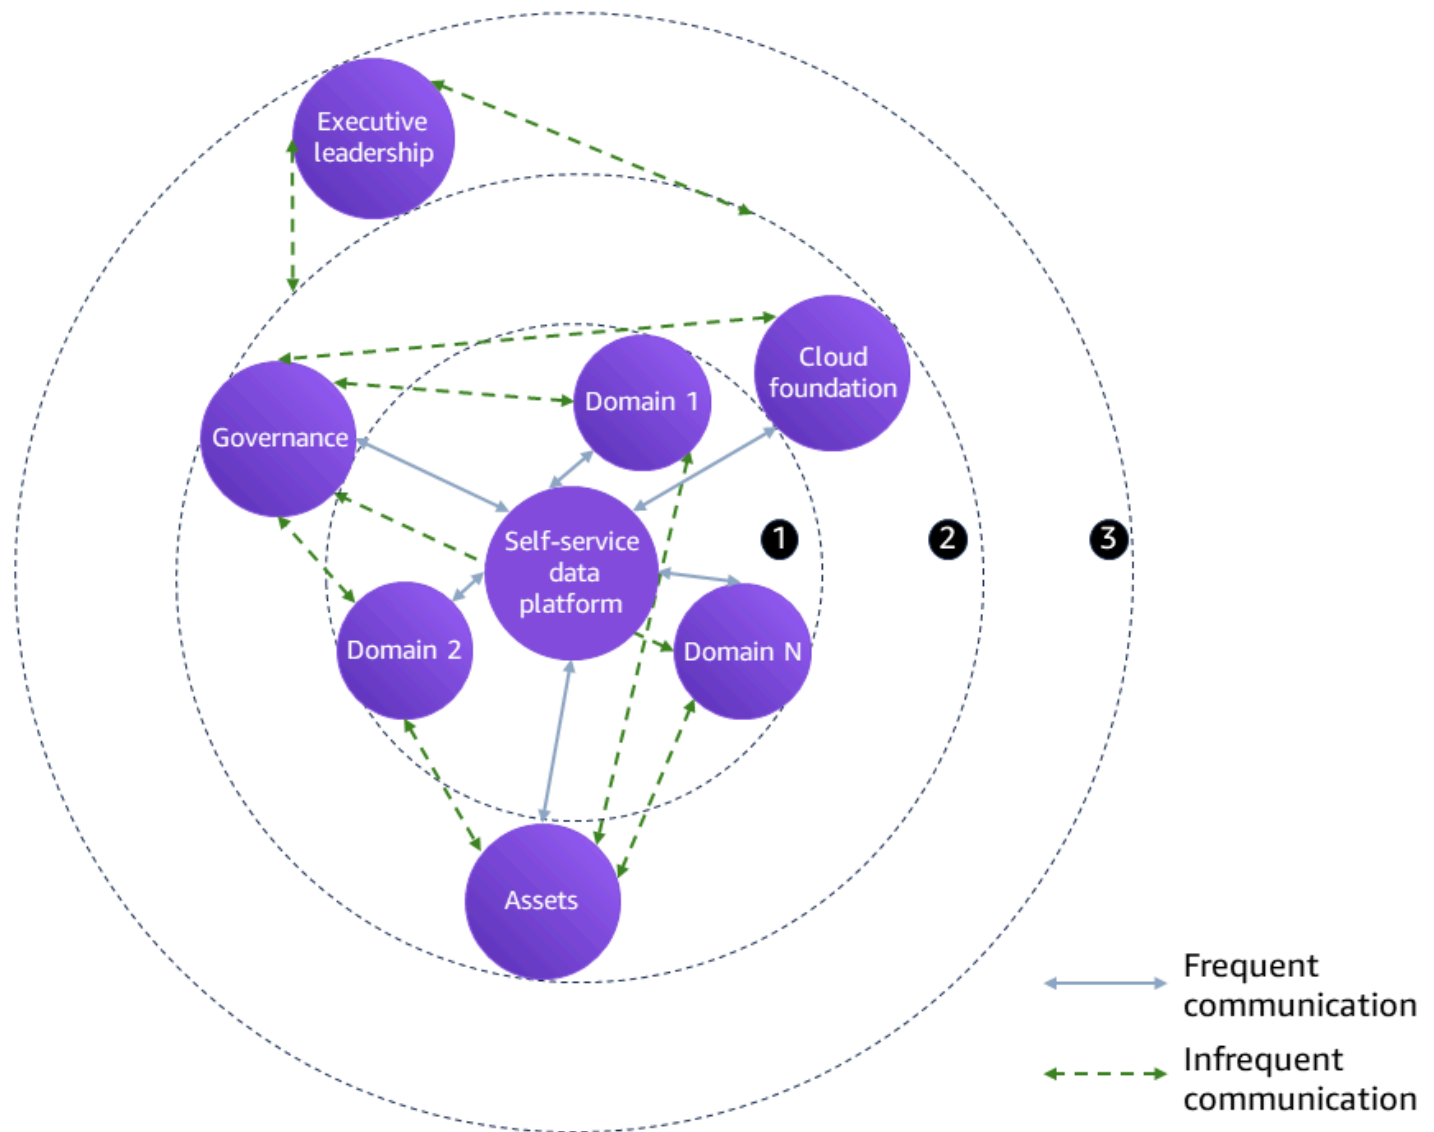 Executive
leadership
Cloud
foundation
Domain 1
Governance
Self-service
data
platform
1
2
3
Domain 2
Domain N
Assets
Frequent
communication
Infrequent
communication